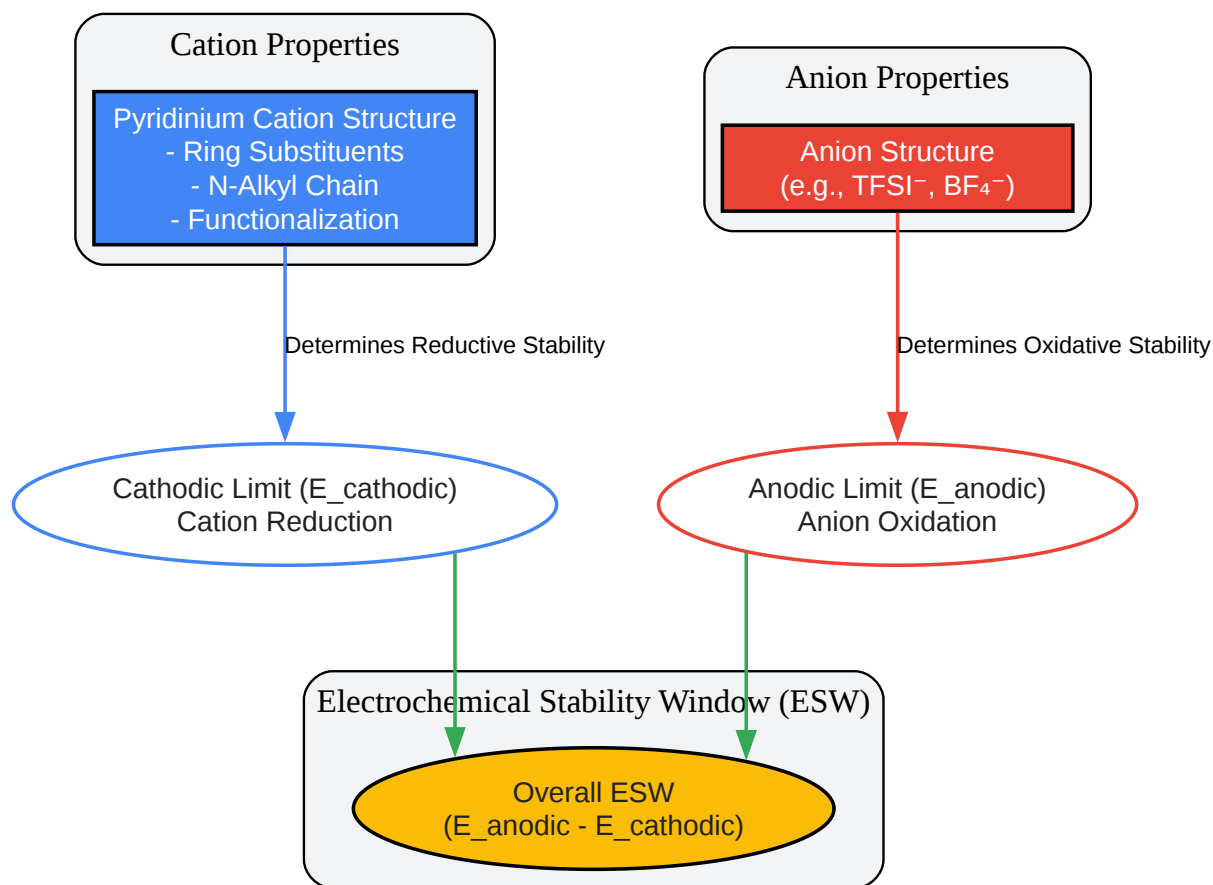 Cation Properties
Pyridinium Cation Structure
- Ring Substituents
- N-Alkyl Chain
- Functionalization
Anion Properties
Anion Structure
(e.g., TFSI⁻, BF₄⁻)
Determines Reductive Stability
Determines Oxidative Stability
Cathodic Limit (E_cathodic)
Cation Reduction
Anodic Limit (E_anodic)
Anion Oxidation
Electrochemical Stability Window (ESW)
Overall ESW
(E_anodic - E_cathodic)